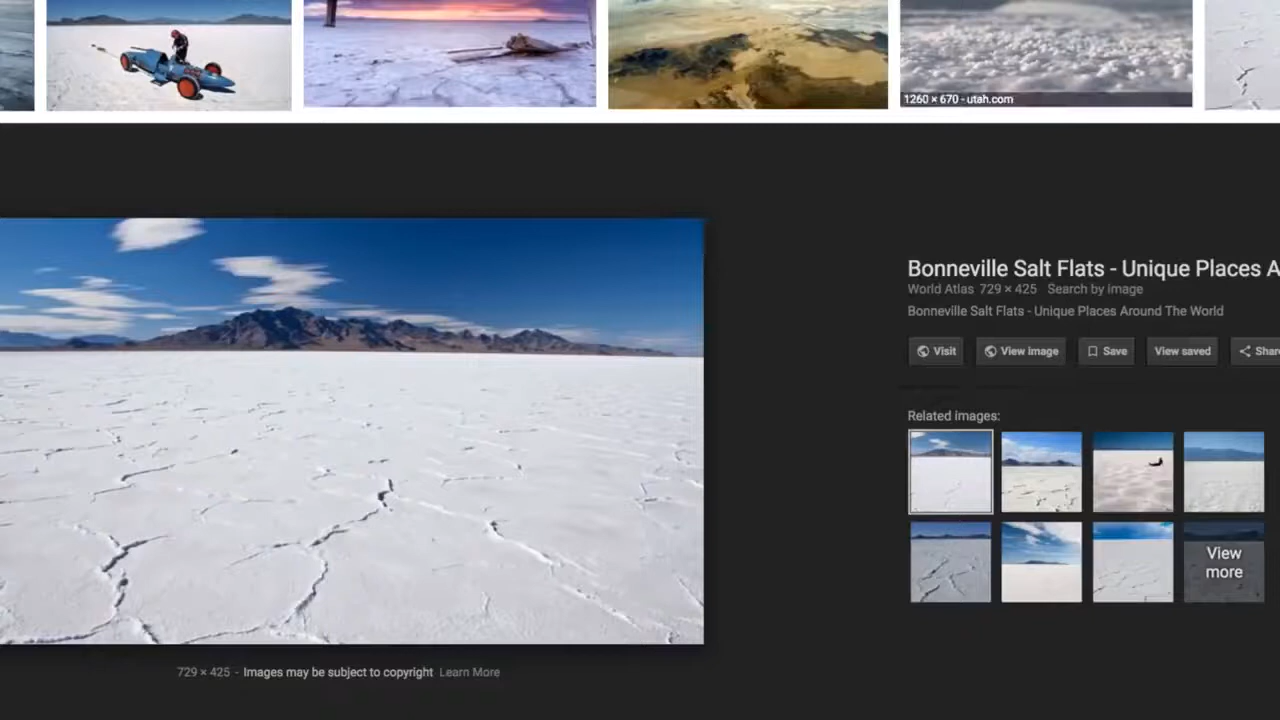 1260 × 670 - utah.com
Bonneville Salt Flats - Unique Places A
World Atlas 729 × 425 Search by image
Bonneville Salt Flats - Unique Places Around The World
Visit View image Save View saved Shar
Related images:
View
more
729 × 425 - Images may be subject to copyright Learn More